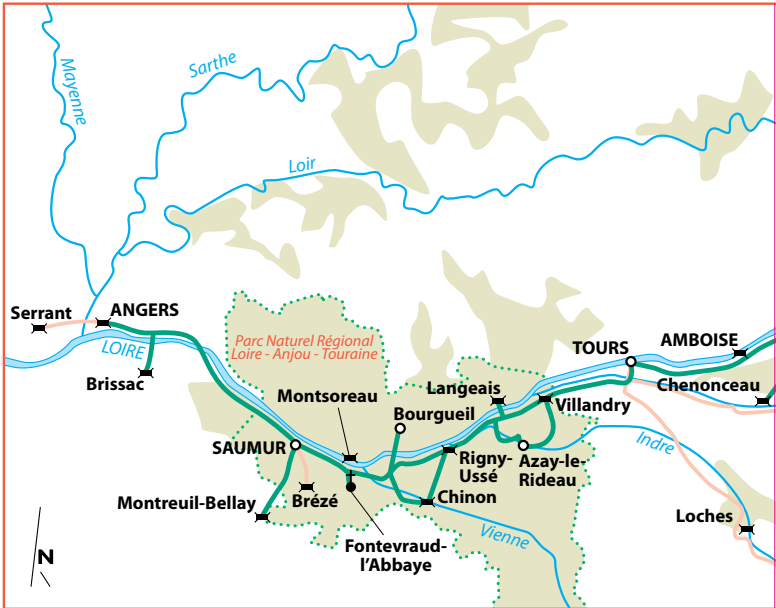 Mayenne
Sarthe
Loir
Serrant
ANGERS
LOIRE
Brissac
Parc Naturel Régional
Loire - Anjou - Touraine
TOURS
AMBOISE
Chenonceau
Montsoreau
Langeais
Bourgueil
Villandry
SAUMUR
Rigny-
Ussé
Azay-le-
Rideau
Indre
Montreuil-Bellay
Brézé
Chinon
Loches
Vienne
Fontevraud-
l'Abbaye
N